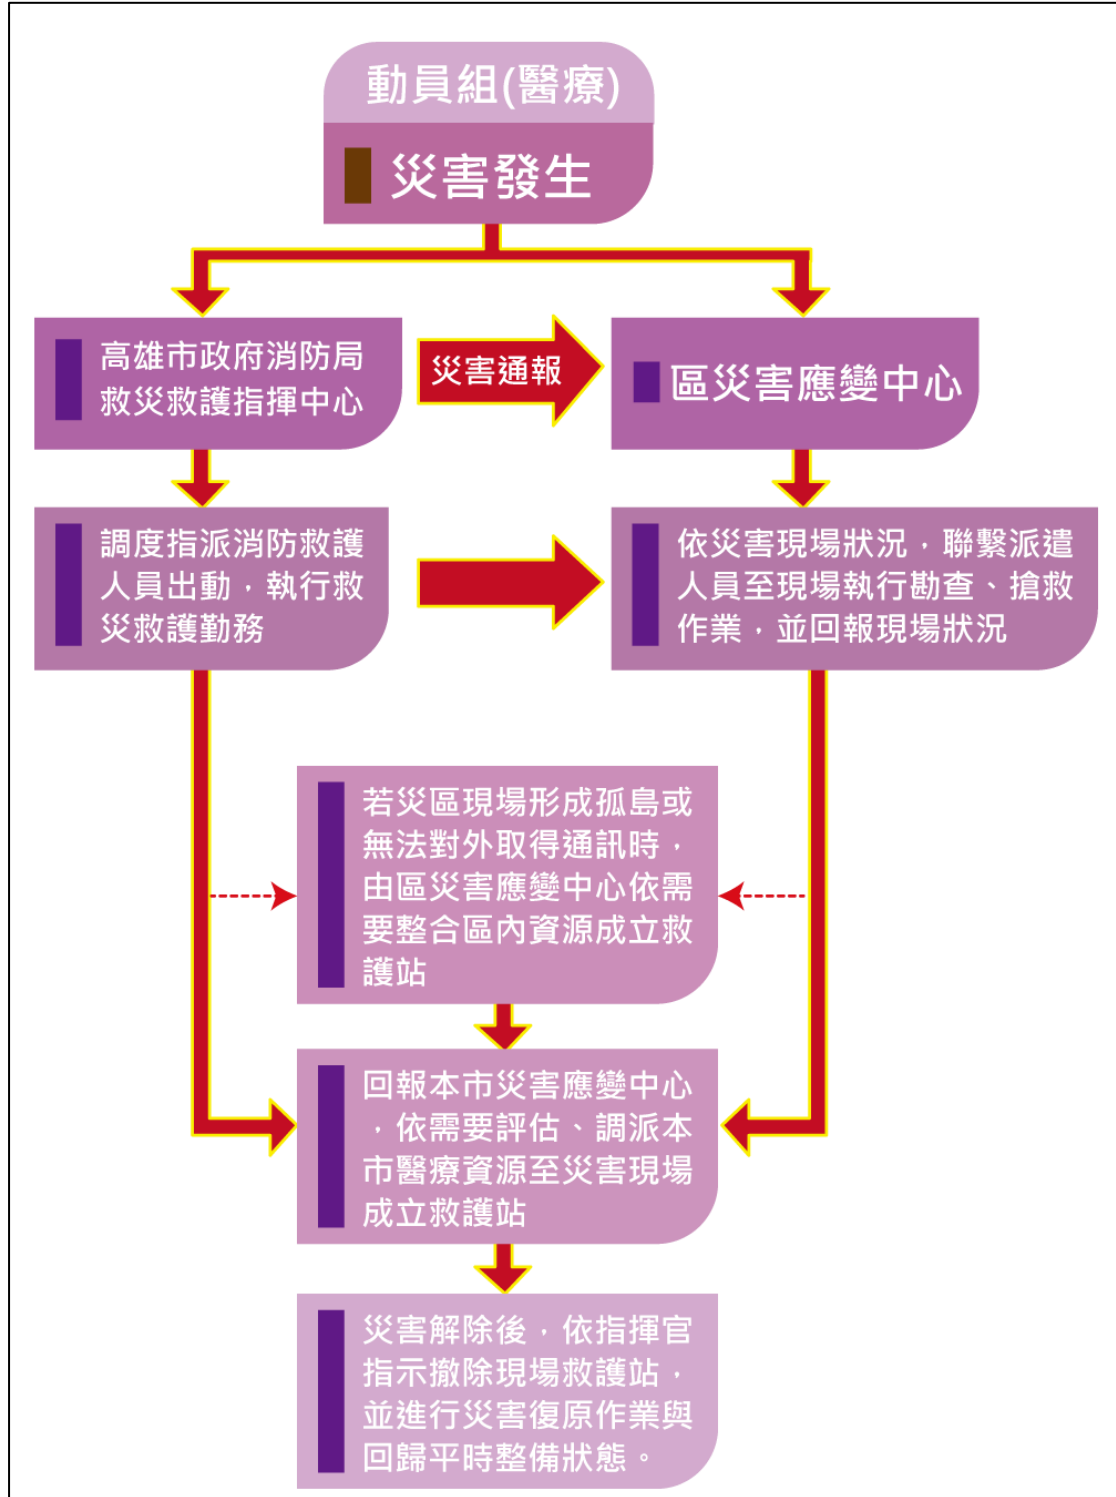 動員組(醫療)
災害發生
高雄市政府消防局
救災救護指揮中心
災害通報
區災害應變中心
調度指派消防救護
人員出動，執行救
災救護勤務
依災害現場狀況，聯繫派遣
人員至現場執行勘查、搶救
作業，並回報現場狀況
若災區現場形成孤島或
無法對外取得通訊時，
由區災害應變中心依需
要整合區內資源成立救
護站
回報本市災害應變中心
，依需要評估、調派本
市醫療資源至災害現場
成立救護站
災害解除後，依指揮官
指示撤除現場救護站，
並進行災害復原作業與
回歸平時整備狀態。